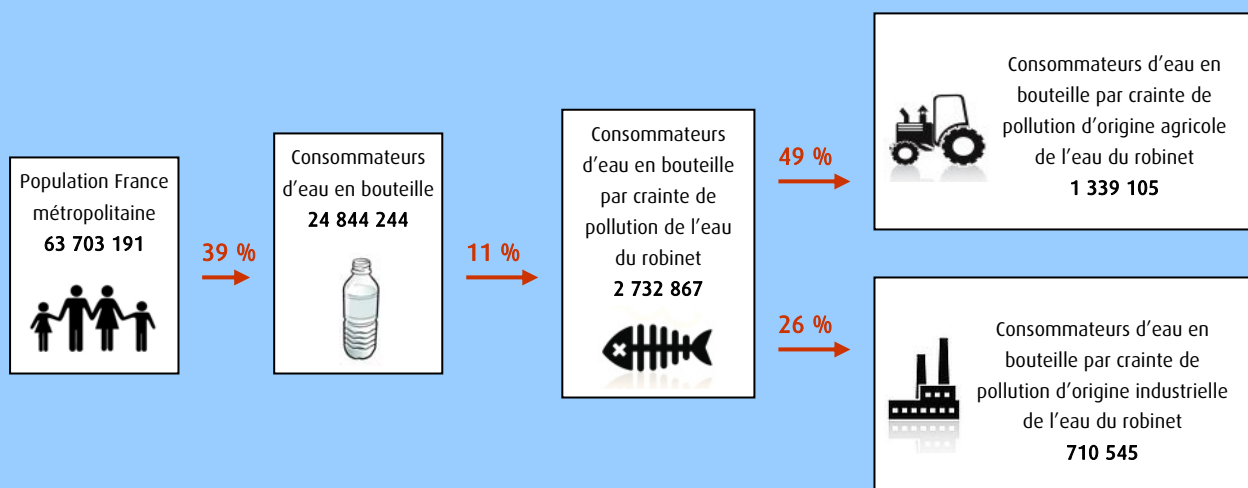 Population France
métropolitaine
63 703 191
39 %
Consommateurs
d'eau en bouteille
24 844 244
11 %
Consommateurs
d'eau en bouteille
par crainte de
pollution de l'eau
du robinet
2 732 867
49 %
Consommateurs d'eau en
bouteille par crainte de
pollution d'origine agricole
de l'eau du robinet
1 339 105
26 %
Consommateurs d'eau en
bouteille par crainte de
pollution d'origine industrielle
de l'eau du robinet
710 545